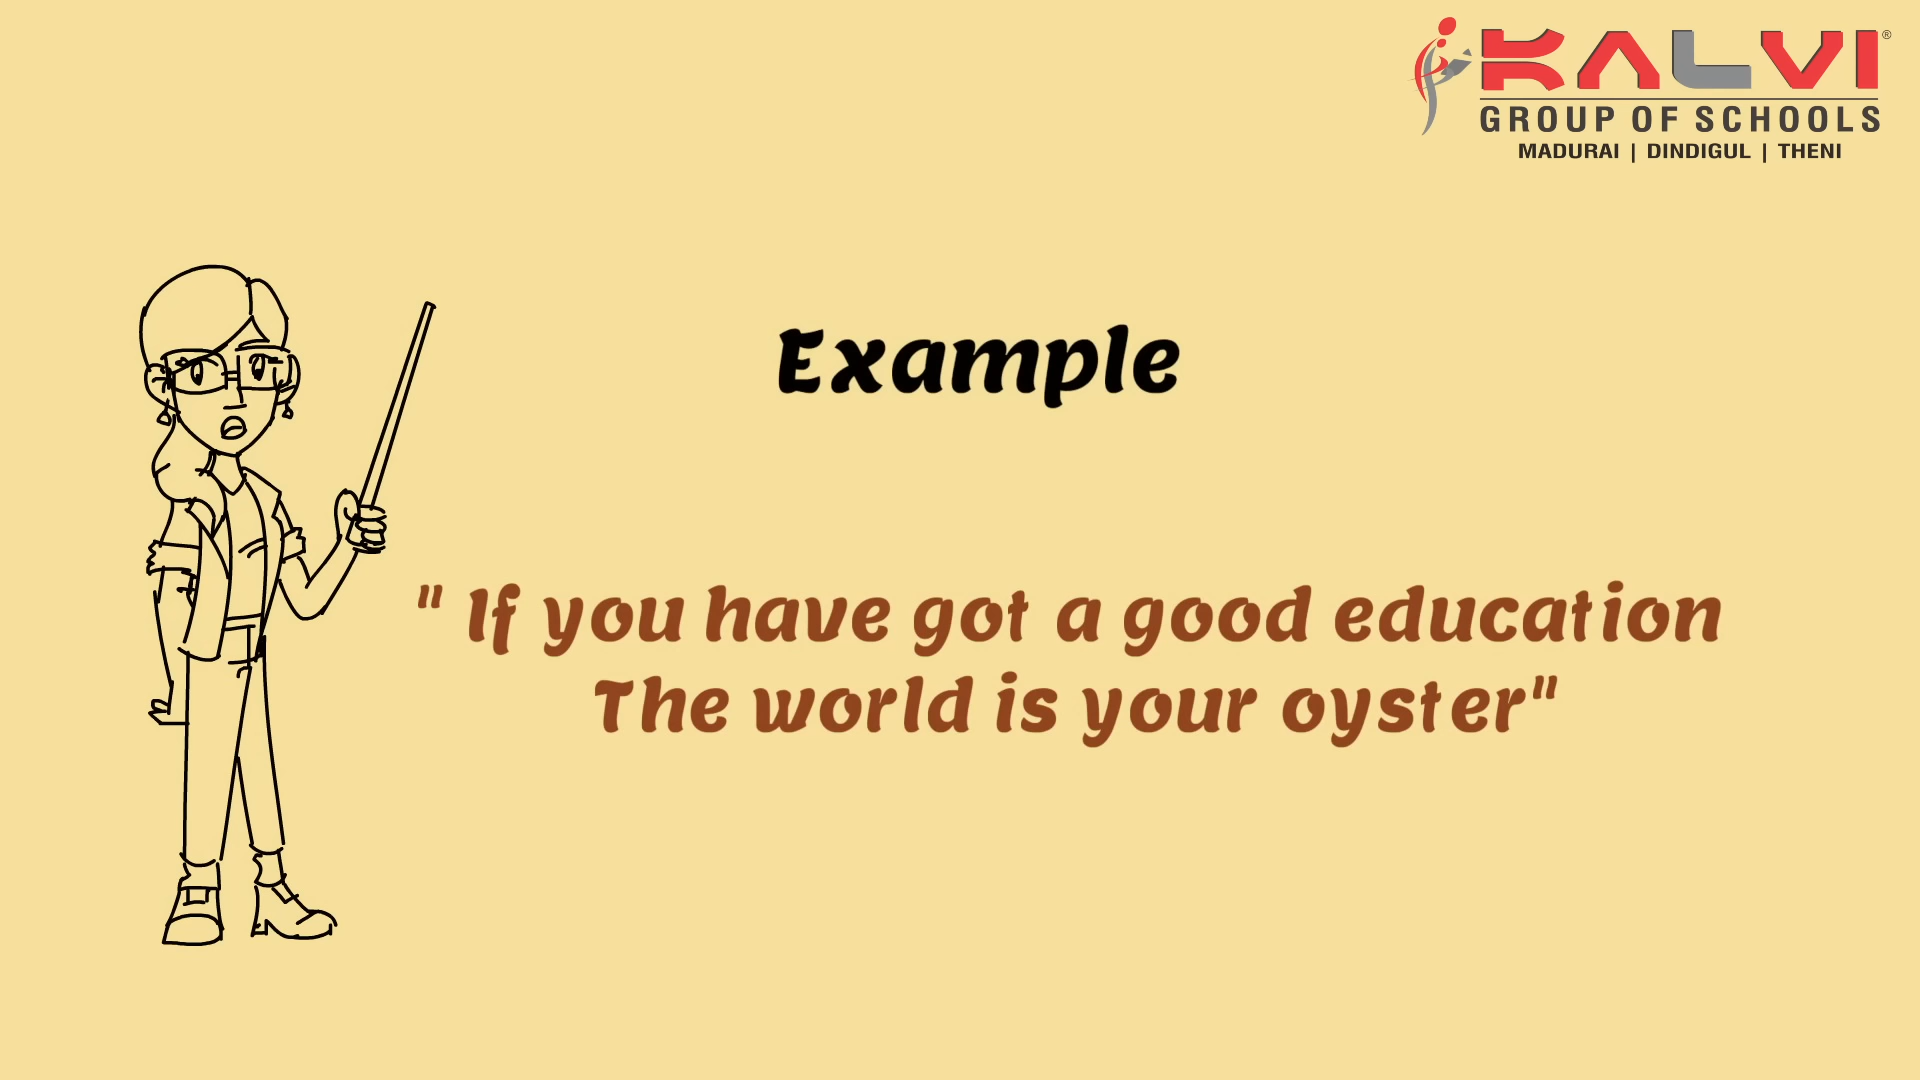 KALVI®
GROUP OF SCHOOLS
MADURAI | DINDIGUL | THENI
Example
" If you have got a good education
The world is your oyster"